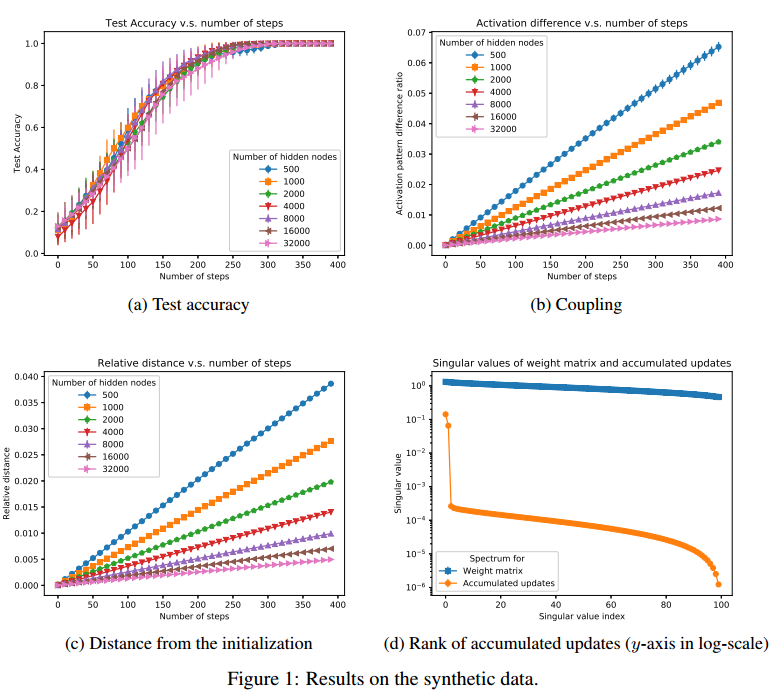 Test Accuracy v.s. number of steps
1.0
0.8
0.6
0.4
0.2
0.0
Test Accuracy
Number of hidden nodes
500
1000
2000
4000
8000
16000
32000
0 50 100 150 200 250 300 350 400
Number of steps
(a) Test accuracy
Activation difference v.s. number of steps
0.07
0.06
0.05
0.04
0.03
0.02
0.01
0.00
Activation pattern difference ratio
Number of hidden nodes
500
1000
2000
4000
8000
16000
32000
0 50 100 150 200 250 300 350 400
Number of steps
(b) Coupling
Relative distance v.s. number of steps
0.040
0.035
0.030
0.025
0.020
0.015
0.010
0.005
0.000
Relative distance
Number of hidden nodes
500
1000
2000
4000
8000
16000
32000
0 50 100 150 200 250 300 350 400
Number of steps
(c) Distance from the initialization
Singular values of weight matrix and accumulated updates
10⁰
10⁻¹
10⁻²
10⁻³
10⁻⁴
10⁻⁵
10⁻⁶
Singular value
Spectrum for
Weight matrix
Accumulated updates
0 20 40 60 80 100
Singular value index
(d) Rank of accumulated updates (y-axis in log-scale)
Figure 1: Results on the synthetic data.